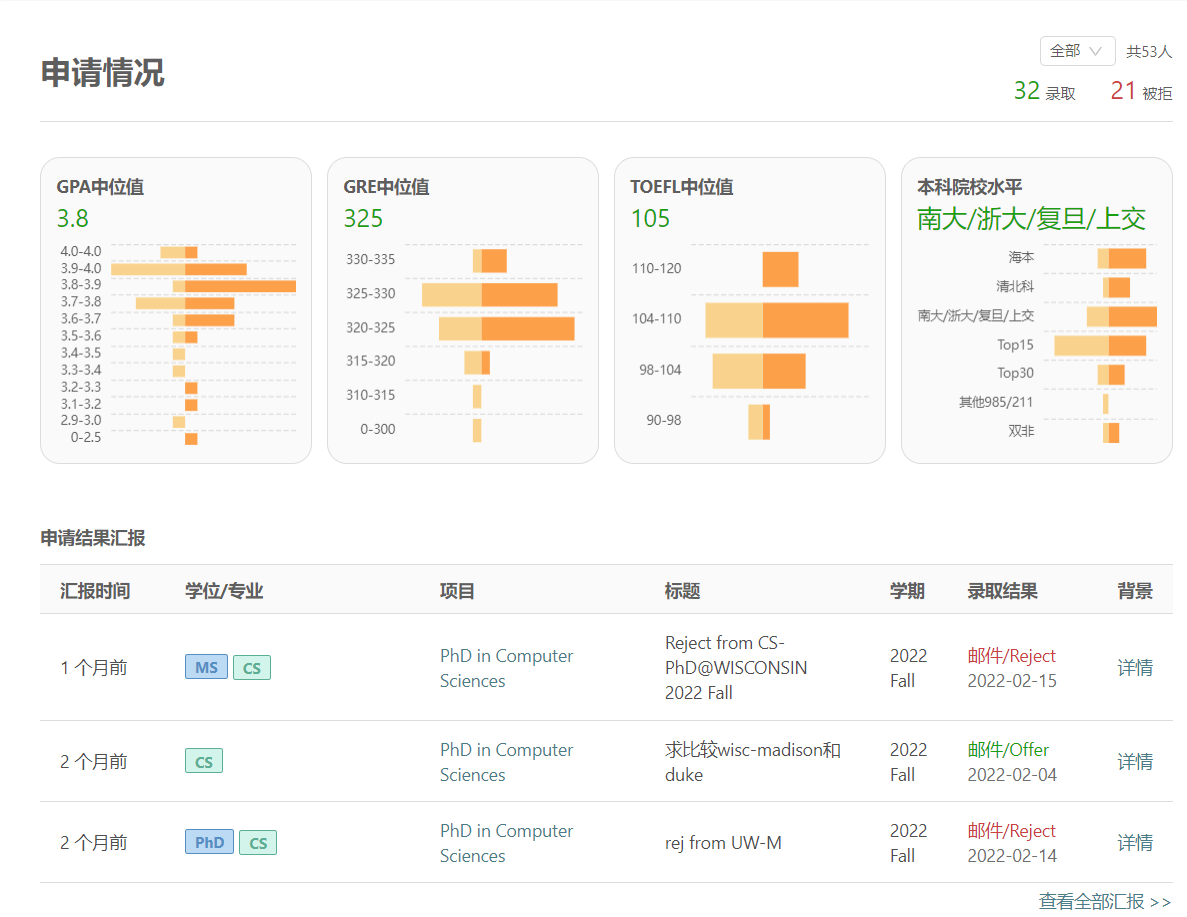 申请情况
全部 共53人
32 录取 21 被拒
GPA中位值
3.8
4.0-4.0
3.9-4.0
3.8-3.9
3.7-3.8
3.6-3.7
3.5-3.6
3.4-3.5
3.3-3.4
3.2-3.3
3.1-3.2
2.9-3.0
0-2.5
GRE中位值
325
330-335
325-330
320-325
315-320
310-315
0-300
TOEFL中位值
105
110-120
104-110
98-104
90-98
本科院校水平
南大/浙大/复旦/上交
海本
清北科
南大/浙大/复旦/上交
Top15
Top30
其他985/211
双非
申请结果汇报
汇报时间 学位/专业 项目 标题 学期 录取结果 背景
1 个月前
MS CS
PhD in Computer
Sciences
Reject from CS-
PhD@WISCONSIN
2022 Fall
2022
Fall
邮件/Reject
2022-02-15
详情
2 个月前
CS
PhD in Computer
Sciences
求比较wisc-madison和
duke
2022
Fall
邮件/Offer
2022-02-04
详情
2 个月前
PhD CS
PhD in Computer
Sciences
rej from UW-M
2022
Fall
邮件/Reject
2022-02-14
详情
查看全部汇报 >>